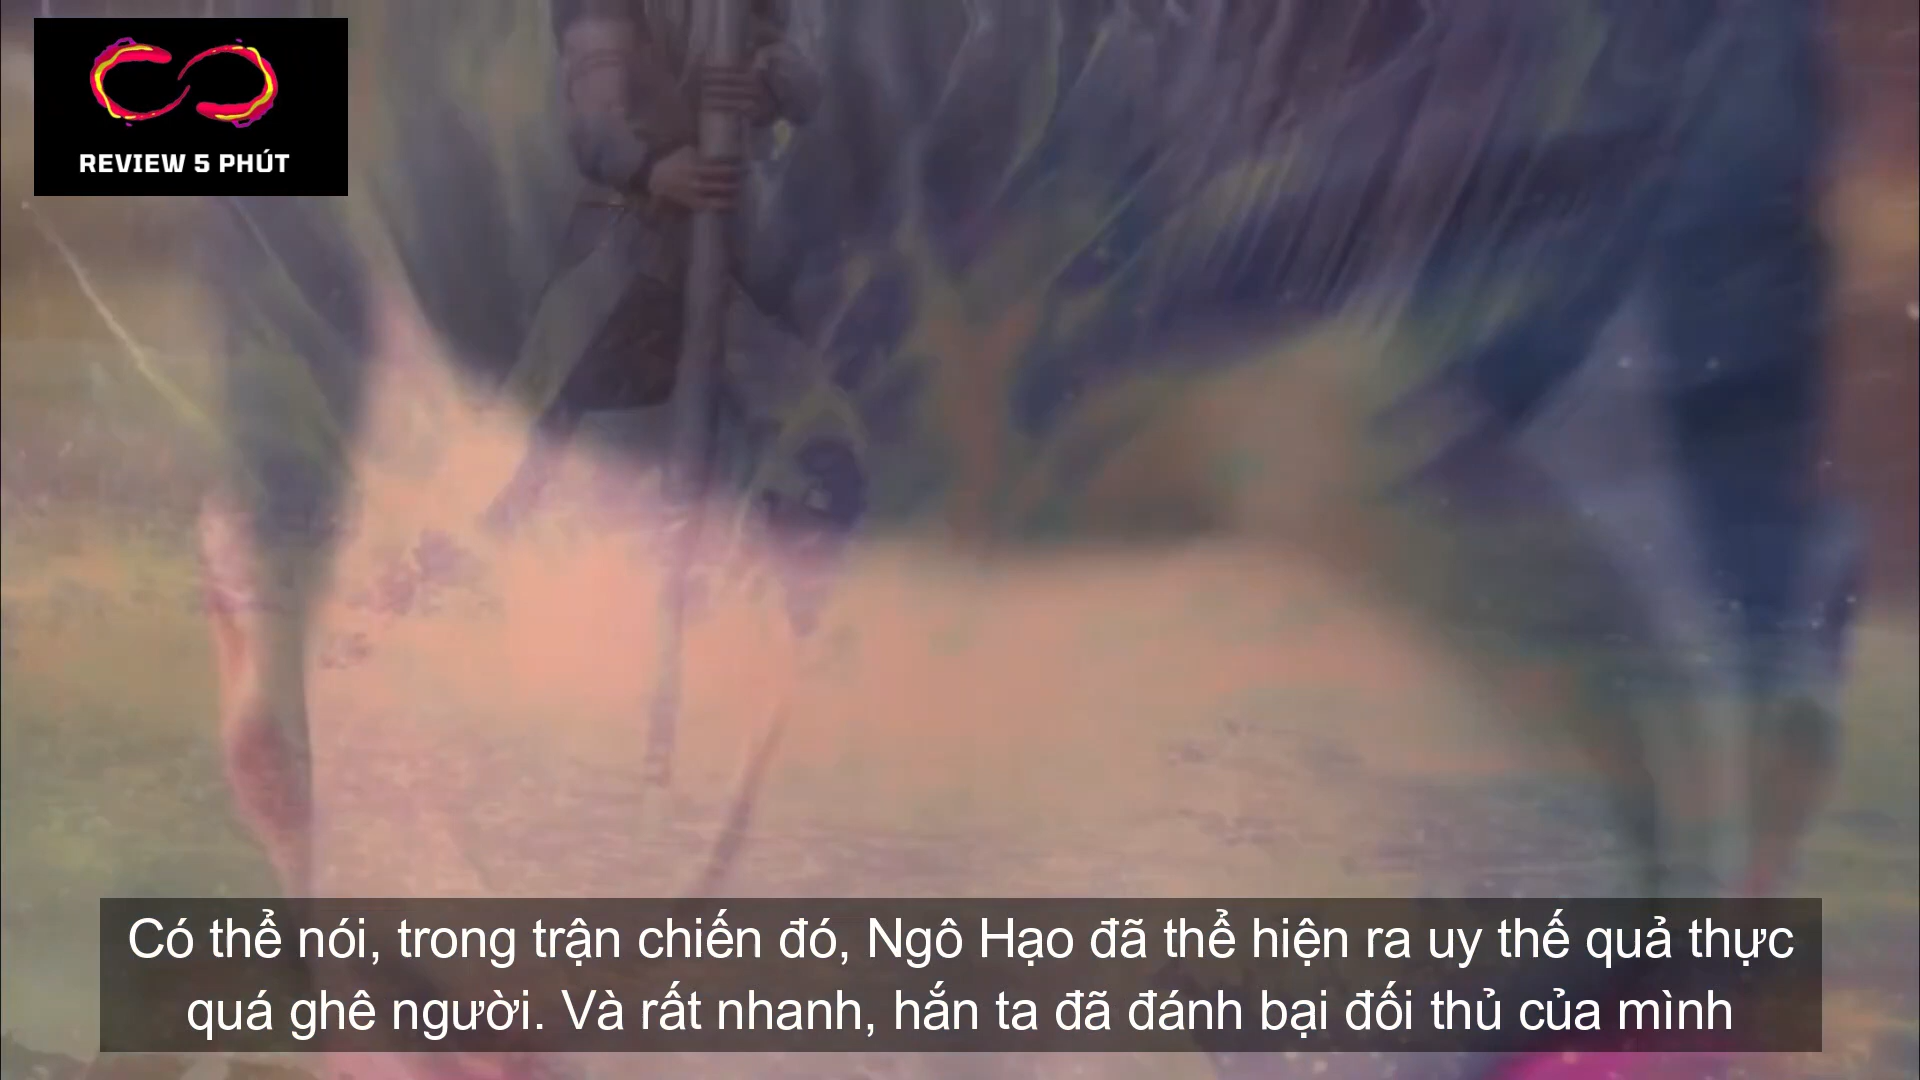 REVIEW 5 PHÚT
Có thể nói, trong trận chiến đó, Ngô Hạo đã thể hiện ra uy thế quả thực
quá ghê người. Và rất nhanh, hắn ta đã đánh bại đối thủ của mình